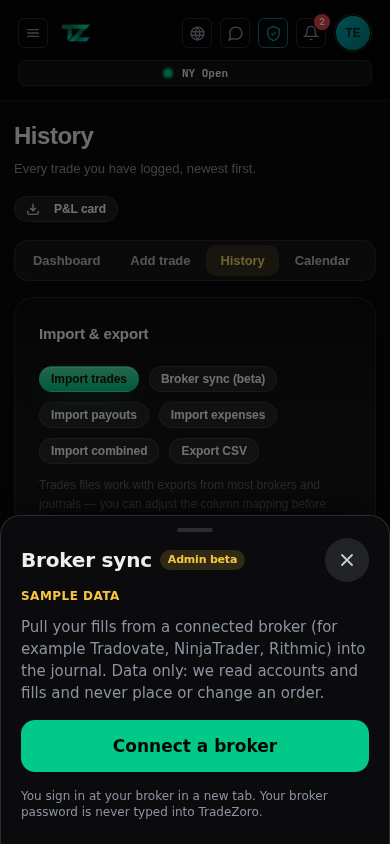 TZ
2
TE
NY Open
History
Every trade you have logged, newest first.
P&L card
Dashboard
Add trade
History
Calendar
Import & export
Import trades
Broker sync (beta)
Import payouts
Import expenses
Import combined
Export CSV
Trades files work with exports from most brokers and
journals — you can adjust the column mapping before
Broker sync
Admin beta
SAMPLE DATA
Pull your fills from a connected broker (for
example Tradovate, NinjaTrader, Rithmic) into
the journal. Data only: we read accounts and
fills and never place or change an order.
Connect a broker
You sign in at your broker in a new tab. Your broker
password is never typed into TradeZoro.